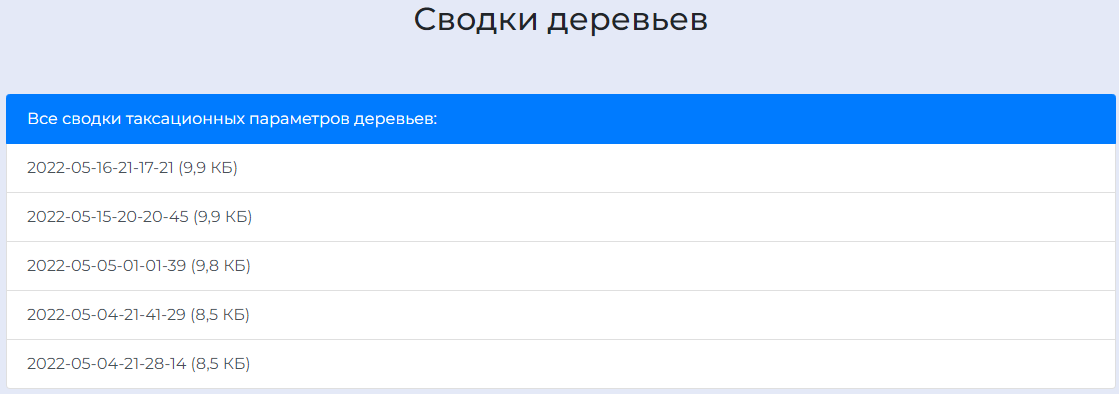 Сводки деревьев
Все сводки таксационных параметров деревьев:
2022-05-16-21-17-21 (9,9 КБ)
2022-05-15-20-20-45 (9,9 КБ)
2022-05-05-01-01-39 (9,8 КБ)
2022-05-04-21-41-29 (8,5 КБ)
2022-05-04-21-28-14 (8,5 КБ)